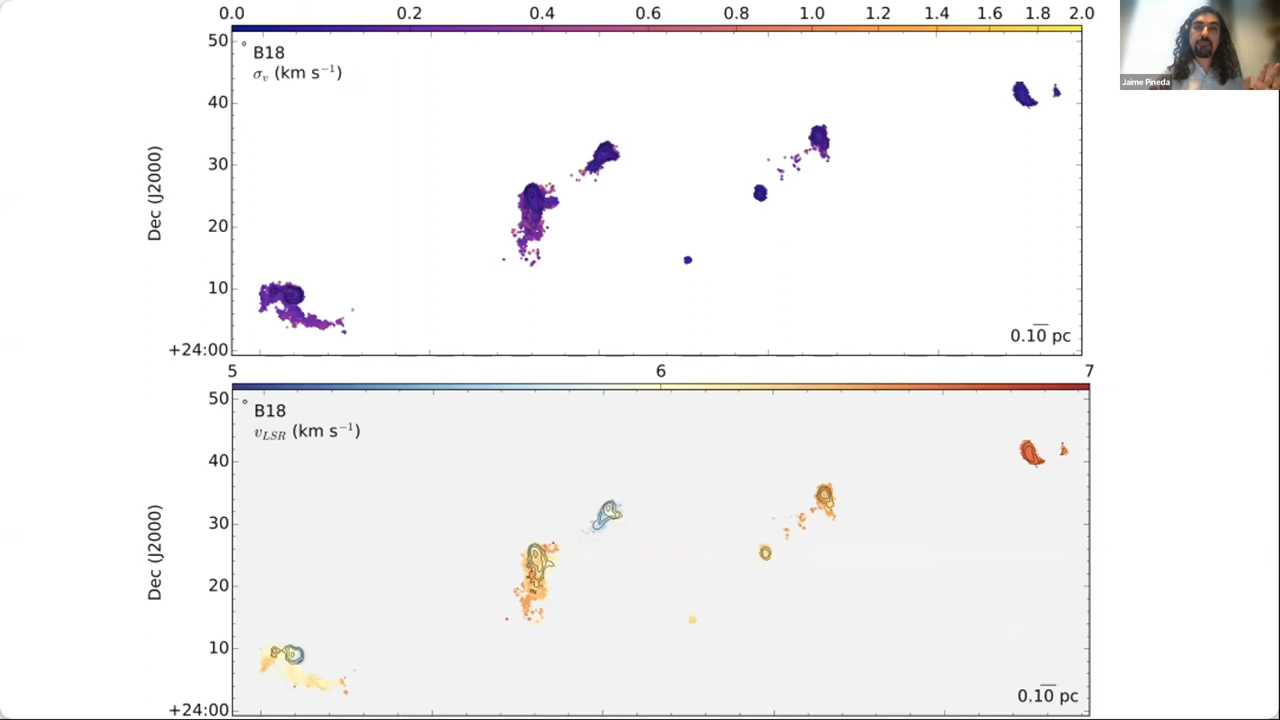 0.0 0.2 0.4 0.6 0.8 1.0 1.2 1.4 1.6 1.8 2.0
Jaime Pineda
B18
σv (km s−1)
50
40
30
20
10
+24:00
Dec (J2000)
0.10 pc
5 6 7
B18
vLSR (km s−1)
50
40
30
20
10
+24:00
Dec (J2000)
0.10 pc